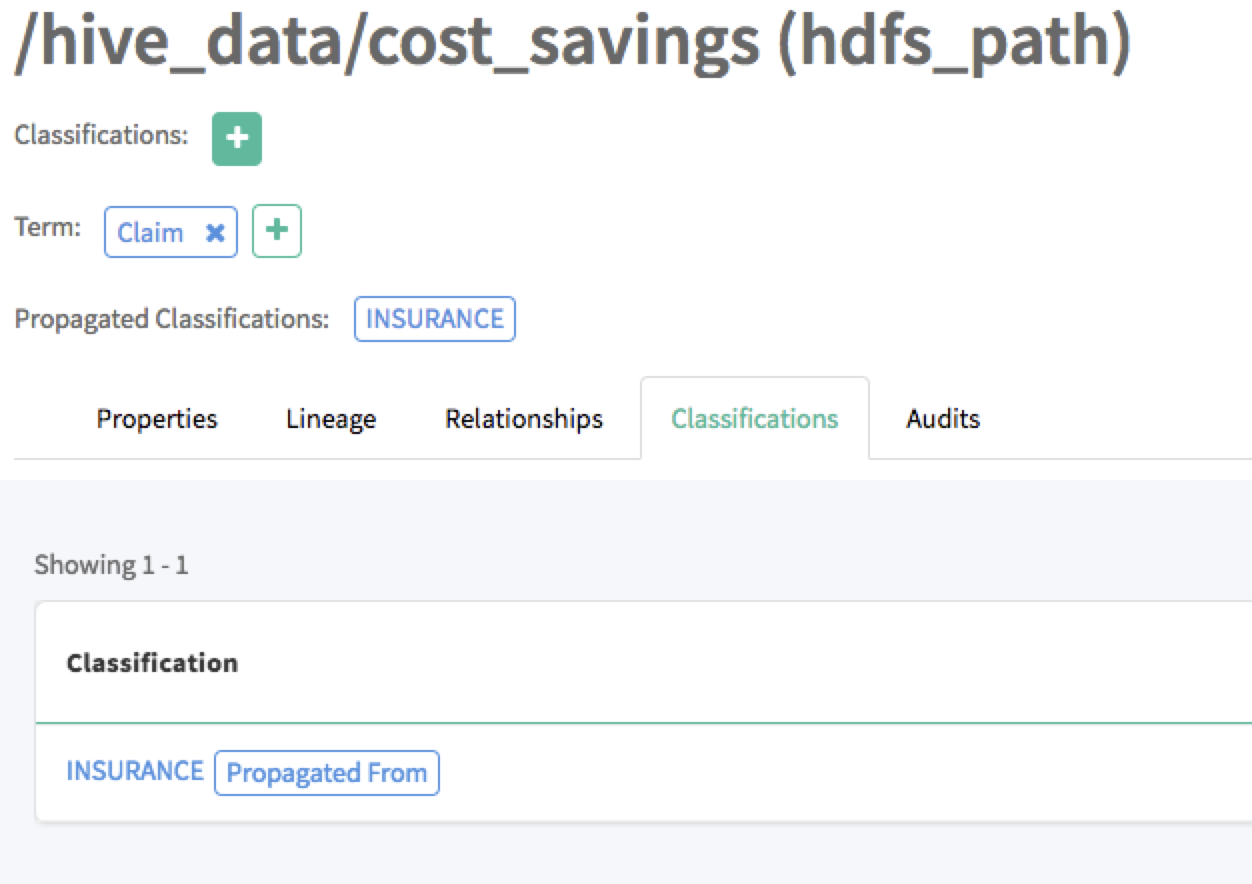 /hive_data/cost_savings (hdfs_path)
Classifications: +
Term: Claim × +
Propagated Classifications: INSURANCE
Properties Lineage Relationships Classifications Audits
Showing 1 - 1
Classification
INSURANCE Propagated From